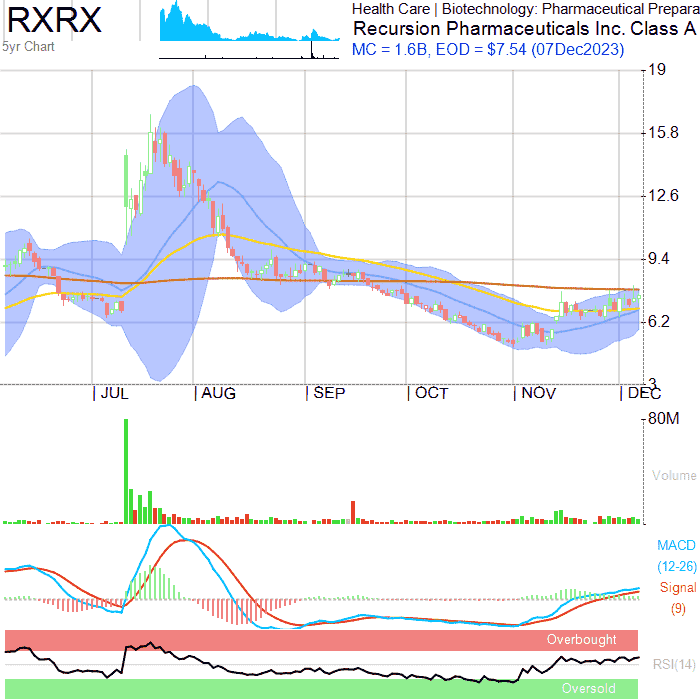 RXRX
5yr Chart
Health Care | Biotechnology: Pharmaceutical Prepara
Recursion Pharmaceuticals Inc. Class A
MC = 1.6B, EOD = $7.54 (07Dec2023)
19
15.8
12.6
9.4
6.2
3
JUL AUG SEP OCT NOV DEC
80M
Volume
MACD
(12-26)
Signal
(9)
Overbought
RSI(14)
Oversold